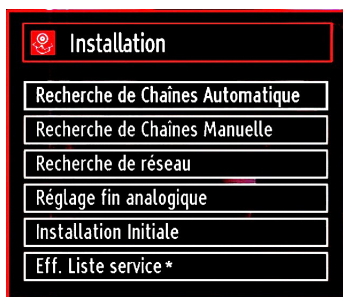 Installation
Recherche de Chaînes Automatique
Recherche de Chaînes Manuelle
Recherche de réseau
Réglage fin analogique
Installation Initiale
Eff. Liste service*